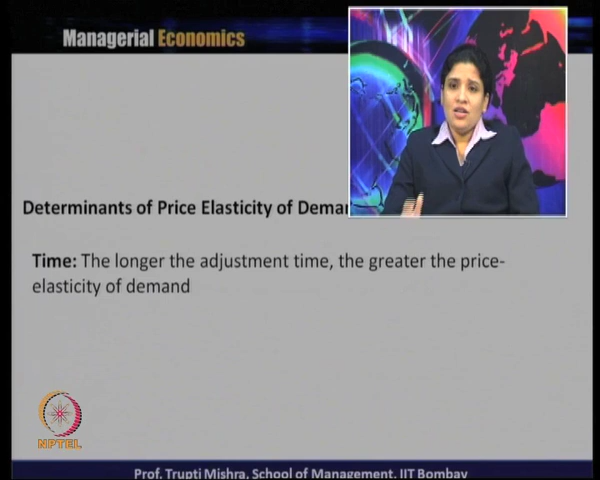 Managerial Economics
Determinants of Price Elasticity of Deman
Time: The longer the adjustment time, the greater the price-
elasticity of demand
NPTEL
Prof. Trupti Mishra, School of Management, IIT Bombay